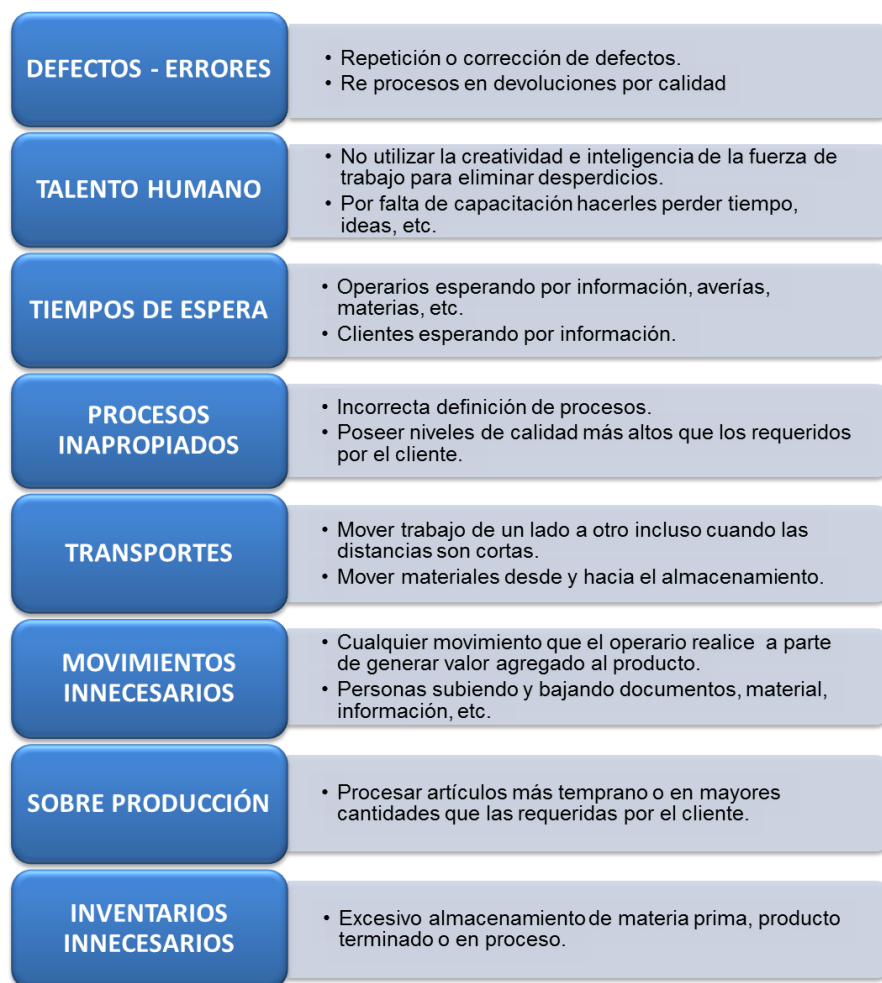 DEFECTOS - ERRORES
• Repetición o corrección de defectos.
• Re procesos en devoluciones por calidad
TALENTO HUMANO
• No utilizar la creatividad e inteligencia de la fuerza de
trabajo para eliminar desperdicios.
• Por falta de capacitación hacerles perder tiempo,
ideas, etc.
TIEMPOS DE ESPERA
• Operarios esperando por información, averías,
materias, etc.
• Clientes esperando por información.
PROCESOS
INAPROPIADOS
• Incorrecta definición de procesos.
• Poseer niveles de calidad más altos que los requeridos
por el cliente.
TRANSPORTES
• Mover trabajo de un lado a otro incluso cuando las
distancias son cortas.
• Mover materiales desde y hacia el almacenamiento.
MOVIMIENTOS
INNECESARIOS
• Cualquier movimiento que el operario realice a parte
de generar valor agregado al producto.
• Personas subiendo y bajando documentos, material,
información, etc.
SOBRE PRODUCCIÓN
• Procesar artículos más temprano o en mayores
cantidades que las requeridas por el cliente.
INVENTARIOS
INNECESARIOS
• Excesivo almacenamiento de materia prima, producto
terminado o en proceso.